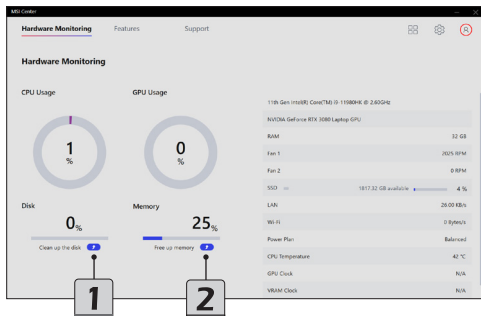 MSI Center
Hardware Monitoring
Features
Support
Hardware Monitoring
CPU Usage
GPU Usage
1
%
0
%
Disk
Memory
0%
25%
Clean up the disk
Free up memory
1
2
11th Gen Intel(R) Core(TM) i9-11980HK @ 2.60GHz
NVIDIA GeForce RTX 3080 Laptop GPU
RAM 32 GB
Fan 1 2025 RPM
Fan 2 0 RPM
SSD 1817.32 GB available 4 %
LAN 26.00 KB/s
Wi-Fi 0 Bytes/s
Power Plan Balanced
CPU Temperature 42 °C
GPU Clock N/A
VRAM Clock N/A